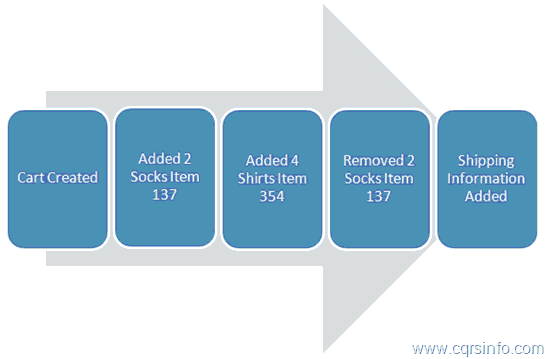 Cart Created
Added 2
Socks Item
137
Added 4
Shirts Item
354
Removed 2
Socks Item
137
Shipping
Information
Added
www.cqrsinfo.com